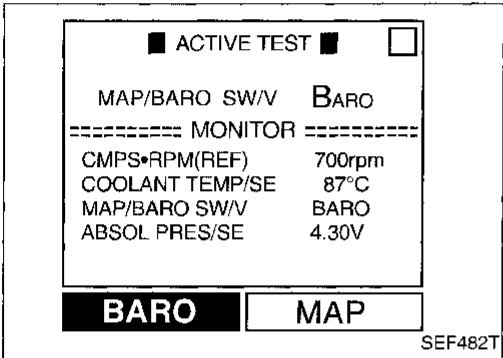 ■ ACTIVE TEST ■
MAP/BARO SW/V BARO
========= MONITOR =========
CMPS•RPM(REF) 700rpm
COOLANT TEMP/SE 87°C
MAP/BARO SW/V BARO
ABSOL PRES/SE 4.30V
BARO MAP
SEF482T